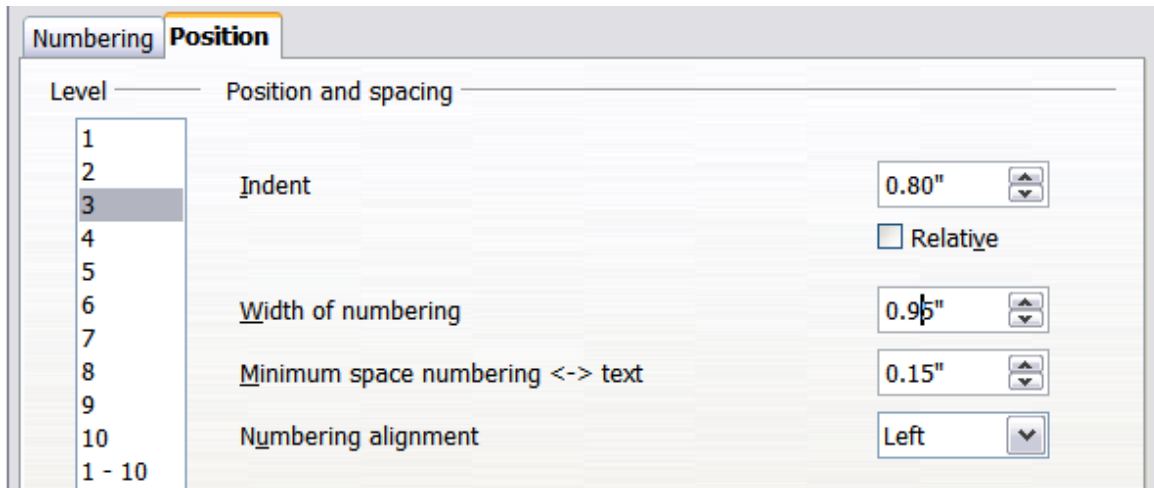 Numbering Position
Level Position and spacing
1
2
3
4
5
6
7
8
9
10
1 - 10
Indent 0.80"
Relative
Width of numbering 0.95"
Minimum space numbering <-> text 0.15"
Numbering alignment Left